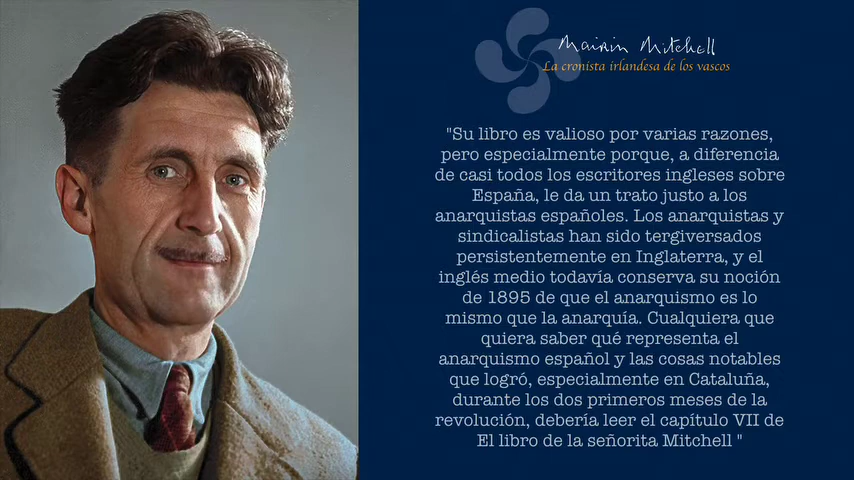 Mairin Mitchell
La cronista irlandesa de los vascos
"Su libro es valioso por varias razones,
pero especialmente porque, a diferencia
de casi todos los escritores ingleses sobre
España, le da un trato justo a los
anarquistas españoles. Los anarquistas y
sindicalistas han sido tergiversados
persistentemente en Inglaterra, y el
inglés medio todavía conserva su noción
de 1895 de que el anarquismo es lo
mismo que la anarquía. Cualquiera que
quiera saber qué representa el
anarquismo español y las cosas notables
que logró, especialmente en Cataluña,
durante los dos primeros meses de la
revolución, debería leer el capítulo VII de
El libro de la señorita Mitchell "